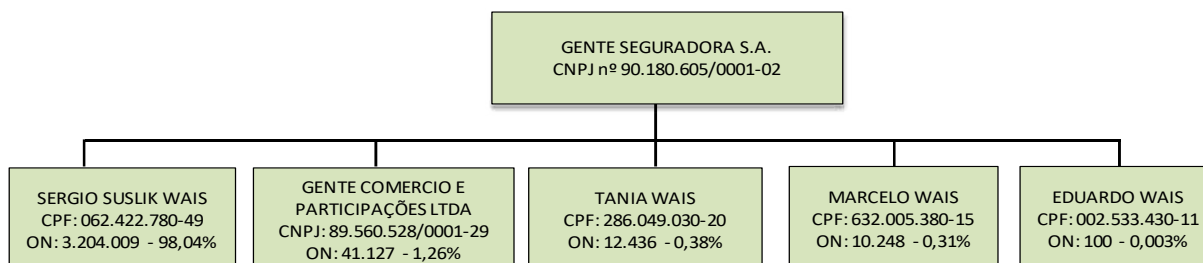 GENTE SEGURADORA S.A.
CNPJ nº 90.180.605/0001-02
SERGIO SUSLIK WAIS
CPF: 062.422.780-49
ON: 3.204.009 - 98,04%
GENTE COMERCIO E
PARTICIPAÇÕES LTDA
CNPJ: 89.560.528/0001-29
ON: 41.127 - 1,26%
TANIA WAIS
CPF: 286.049.030-20
ON: 12.436 - 0,38%
MARCELO WAIS
CPF: 632.005.380-15
ON: 10.248 - 0,31%
EDUARDO WAIS
CPF: 002.533.430-11
ON: 100 - 0,003%